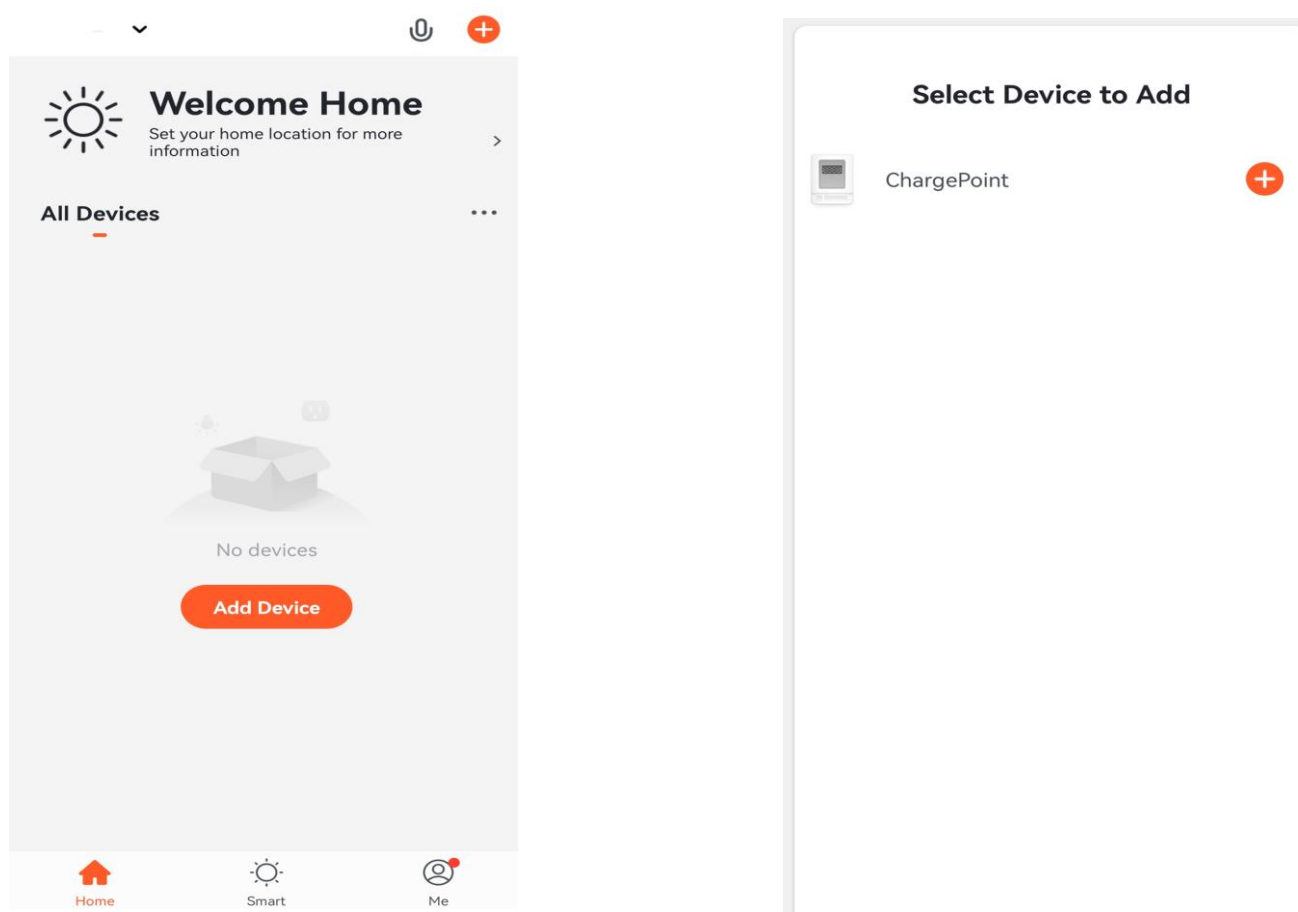 Welcome Home
Set your home location for more
information
All Devices
No devices
Add Device
Home
Smart
Me
Select Device to Add
ChargePoint